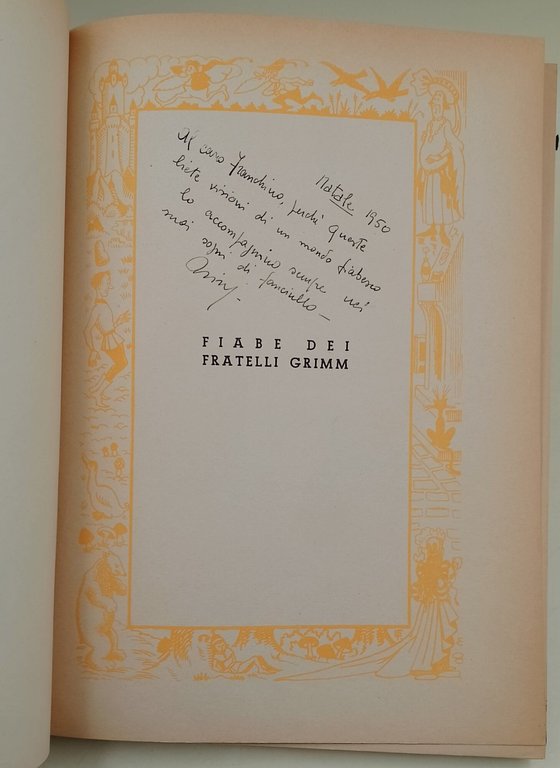 Natale 1950
Al caro Franchino, perchè queste
liete visioni di un mondo fiabesco
lo accompagnino sempre nei
suoi sogni di fanciullo –
FIABE DEI
FRATELLI GRIMM